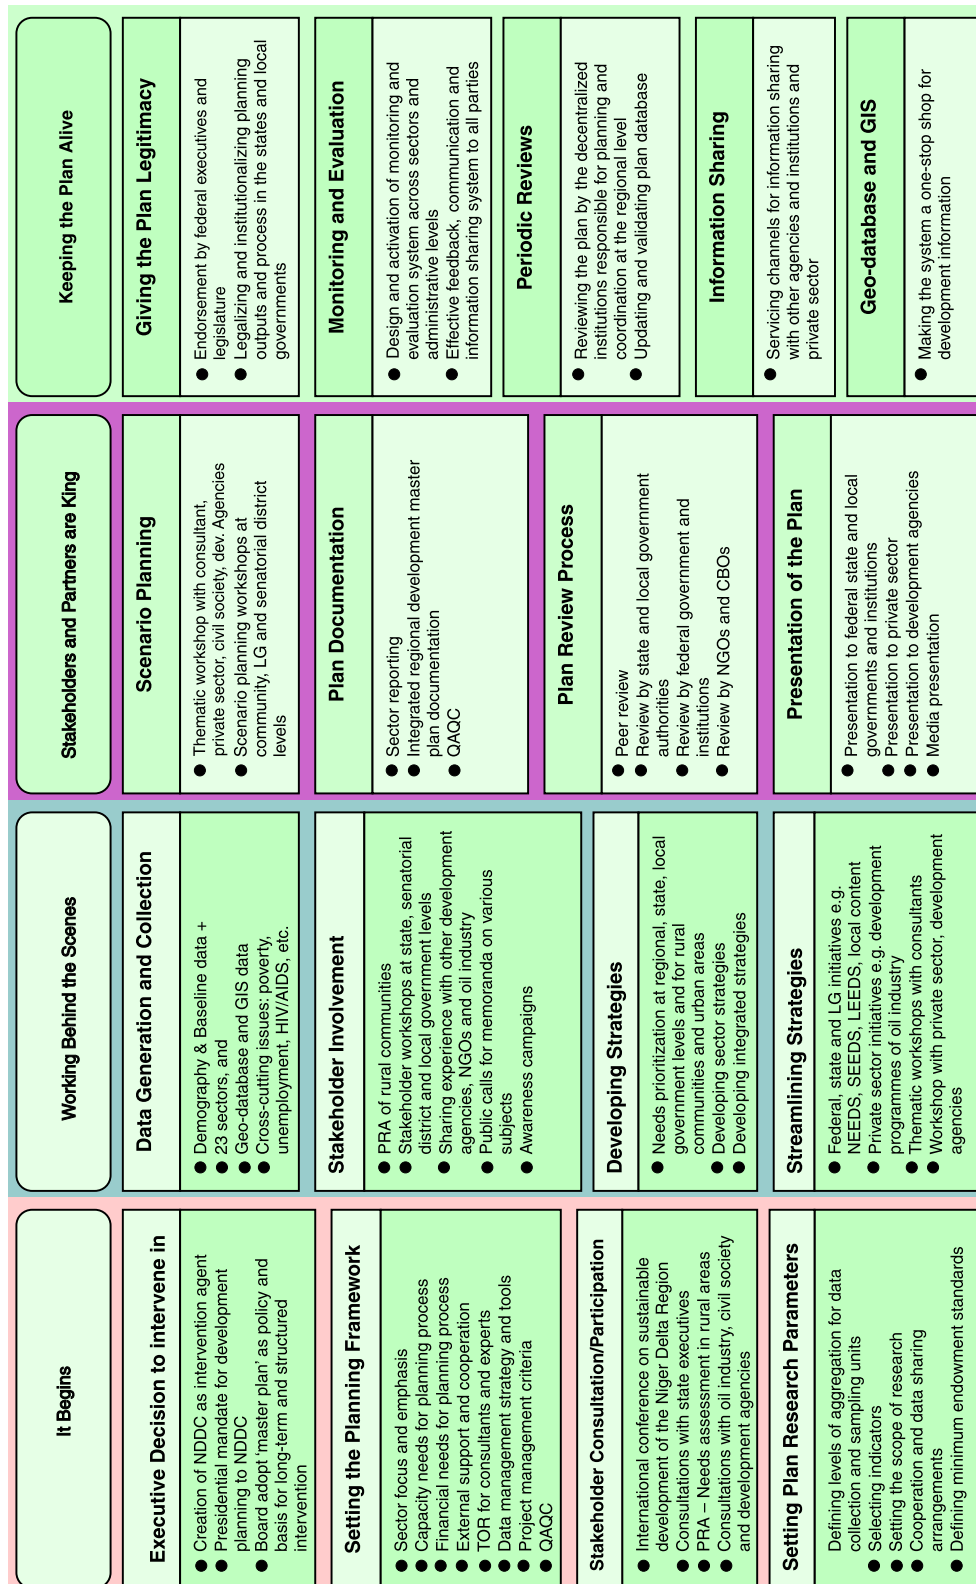 It Begins
Executive Decision to intervene in
● Creation of NDDC as intervention agent
● Presidential mandate for development
planning to NDDC
● Board adopt 'master plan' as policy and
basis for long-term and structured
intervention
Setting the Planning Framework
● Sector focus and emphasis
● Capacity needs for planning process
● Financial needs for planning process
● External support and cooperation
● TOR for consultants and experts
● Data management strategy and tools
● Project management criteria
● QAQC
Stakeholder Consultation/Participation
● International conference on sustainable
development of the Niger Delta Region
● Consultations with state executives
● PRA – Needs assessment in rural areas
● Consultations with oil industry, civil society
and development agencies
Setting Plan Research Parameters
Defining levels of aggregation for data
collection and sampling units
● Selecting indicators
● Setting the scope of research
● Cooperation and data sharing
arrangements
● Defining minimum endowment standards
Working Behind the Scenes
Data Generation and Collection
● Demography & Baseline data +
● 23 sectors, and
● Geo-database and GIS data
● Cross-cutting issues: poverty,
unemployment, HIV/AIDS, etc.
Stakeholder Involvement
● PRA of rural communities
● Stakeholder workshops at state, senatorial
district and local government levels
● Sharing experience with other development
agencies, NGOs and oil industry
● Public calls for memoranda on various
subjects
● Awareness campaigns
Developing Strategies
● Needs prioritization at regional, state, local
government levels and for rural
communities and urban areas
● Developing sector strategies
● Developing integrated strategies
Streamlining Strategies
● Federal, state and LG initiatives e.g.
NEEDS, SEEDS, LEEDS, local content
● Private sector initiatives e.g. development
programmes of oil industry
● Thematic workshops with consultants
● Workshop with private sector, development
agencies
Stakeholders and Partners are King
Scenario Planning
● Thematic workshop with consultant,
private sector, civil society, dev. Agencies
● Scenario planning workshops at
community, LG and senatorial district
levels
Plan Documentation
● Sector reporting
● Integrated regional development master
plan documentation
● QAQC
Plan Review Process
● Peer review
● Review by state and local government
authorities
● Review by federal government and
institutions
● Review by NGOs and CBOs
Presentation of the Plan
● Presentation to federal state and local
governments and institutions
● Presentation to private sector
● Presentation to development agencies
● Media presentation
Keeping the Plan Alive
Giving the Plan Legitimacy
● Endorsement by federal executives and
legislature
● Legalizing and institutionalizing planning
outputs and process in the states and local
governments
Monitoring and Evaluation
● Design and activation of monitoring and
evaluation system across sectors and
administrative levels
● Effective feedback, communication and
information sharing system to all parties
Periodic Reviews
● Reviewing the plan by the decentralized
institutions responsible for planning and
coordination at the regional level
● Updating and validating plan database
Information Sharing
● Servicing channels for information sharing
with other agencies and institutions and
private sector
Geo-database and GIS
● Making the system a one-stop shop for
development information